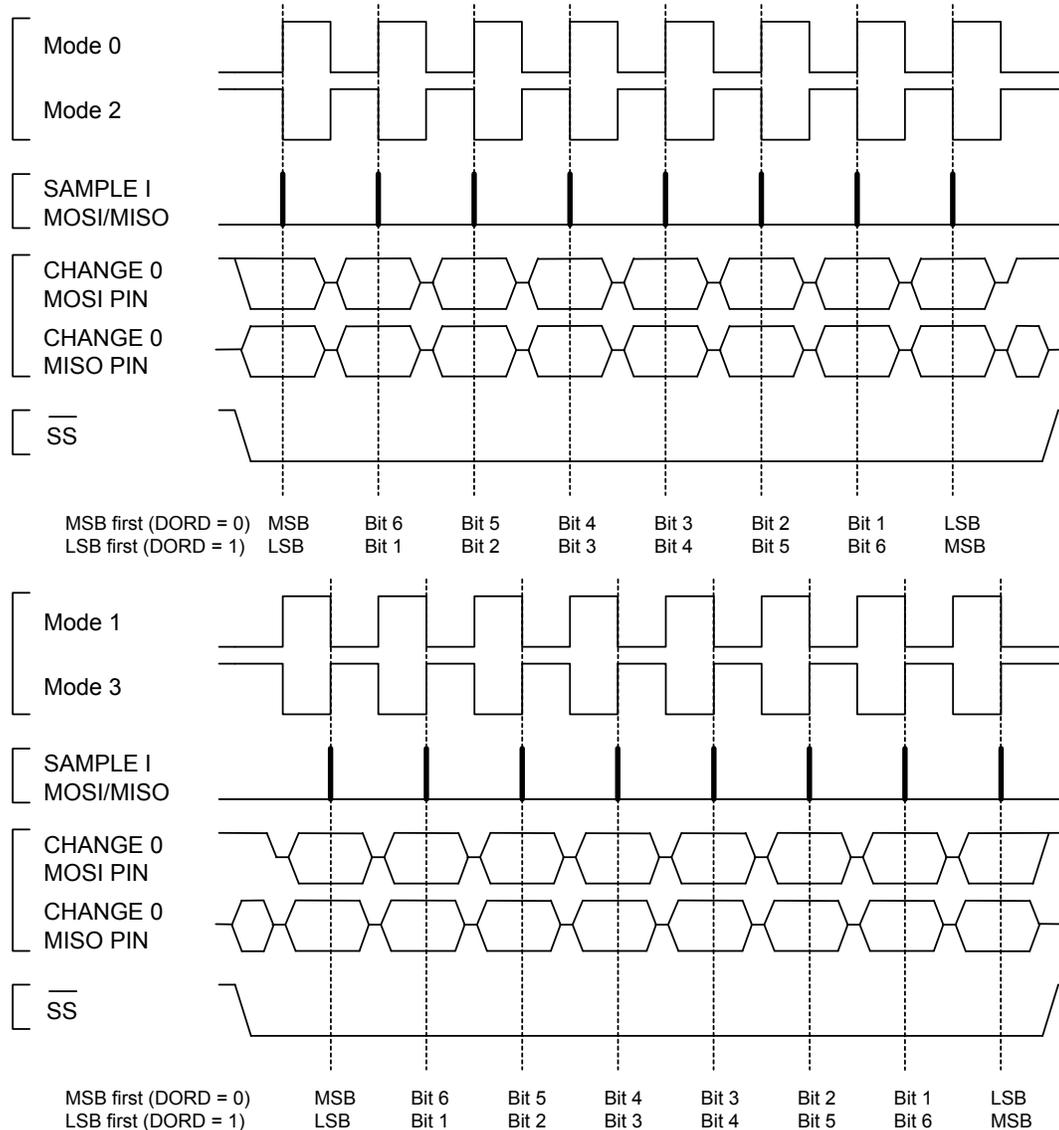 Mode 0
Mode 2
SAMPLE I
MOSI/MISO
CHANGE 0
MOSI PIN
CHANGE 0
MISO PIN
SS
MSB first (DORD = 0) MSB Bit 6 Bit 5 Bit 4 Bit 3 Bit 2 Bit 1 LSB
LSB first (DORD = 1) LSB Bit 1 Bit 2 Bit 3 Bit 4 Bit 5 Bit 6 MSB
Mode 1
Mode 3
SAMPLE I
MOSI/MISO
CHANGE 0
MOSI PIN
CHANGE 0
MISO PIN
SS
MSB first (DORD = 0) MSB Bit 6 Bit 5 Bit 4 Bit 3 Bit 2 Bit 1 LSB
LSB first (DORD = 1) LSB Bit 1 Bit 2 Bit 3 Bit 4 Bit 5 Bit 6 MSB